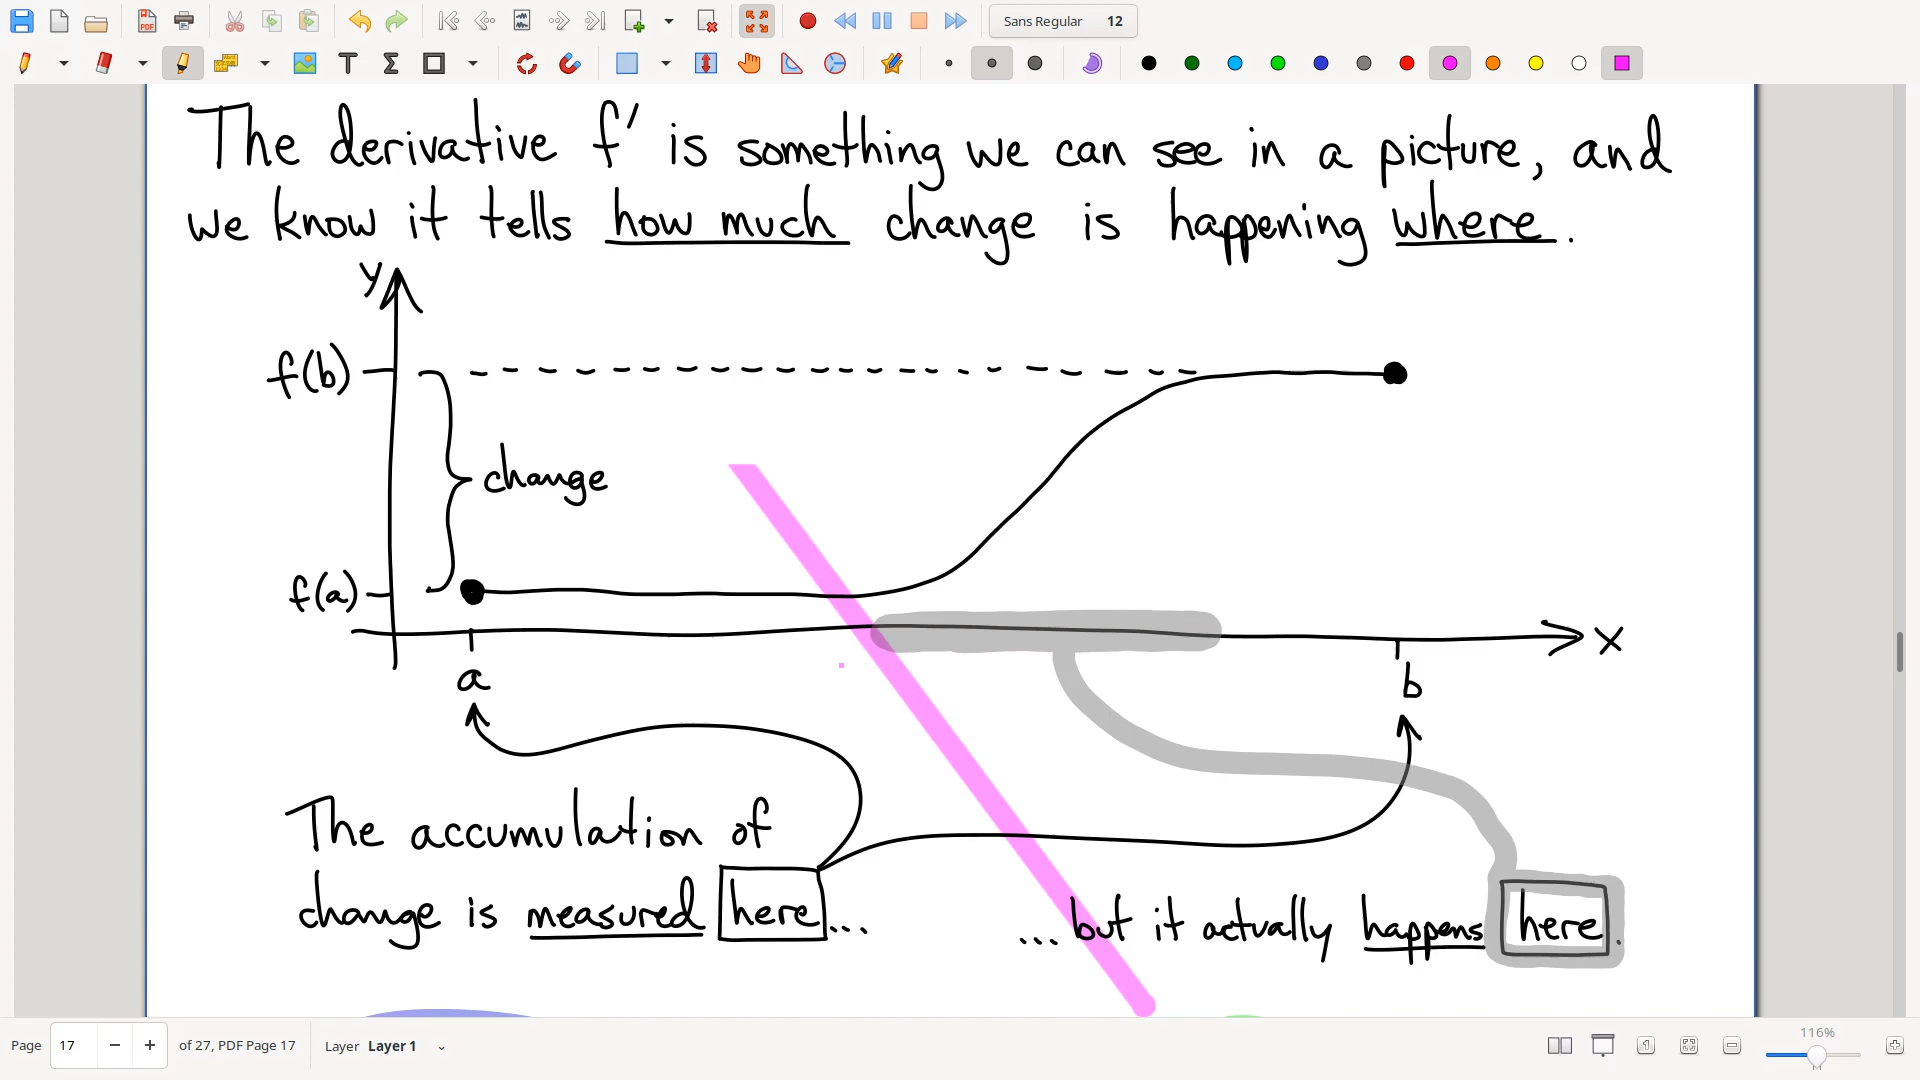 Sans Regular 12
The derivative f' is something we can see in a picture, and
we know it tells how much change is happening where.
y
f(b)
change
f(a)
x
a
b
The accumulation of
change is measured here...
...but it actually happens here.
Page 17 of 27, PDF Page 17 Layer Layer 1
116%